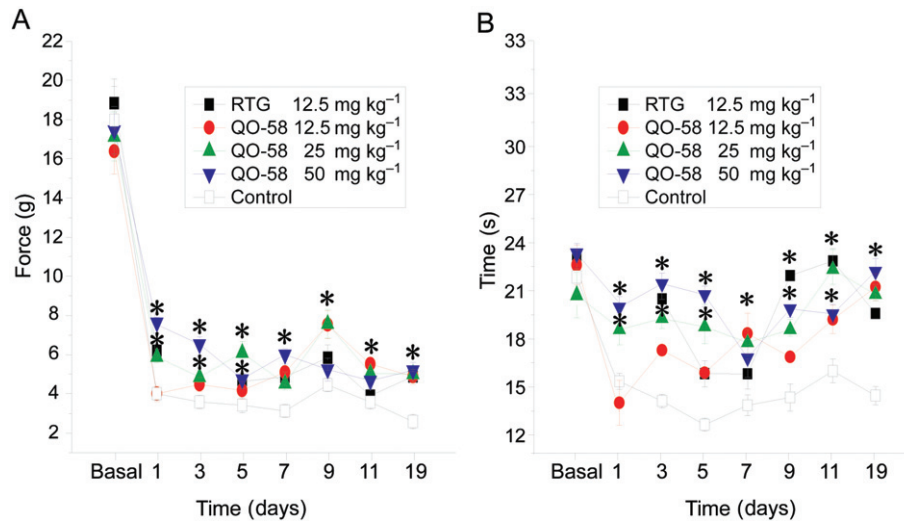 A
22
20
18
16
14
12
10
8
6
4
2
Force (g)
RTG 12.5 mg kg⁻¹
QO-58 12.5 mg kg⁻¹
QO-58 25 mg kg⁻¹
QO-58 50 mg kg⁻¹
Control
* * * * * * * * * *
Basal 1 3 5 7 9 11 19
Time (days)
B
33
33
30
27
24
21
18
15
12
Time (s)
RTG 12.5 mg kg⁻¹
QO-58 12.5 mg kg⁻¹
QO-58 25 mg kg⁻¹
QO-58 50 mg kg⁻¹
Control
* * * * * * * * * * * *
Basal 1 3 5 7 9 11 19
Time (days)